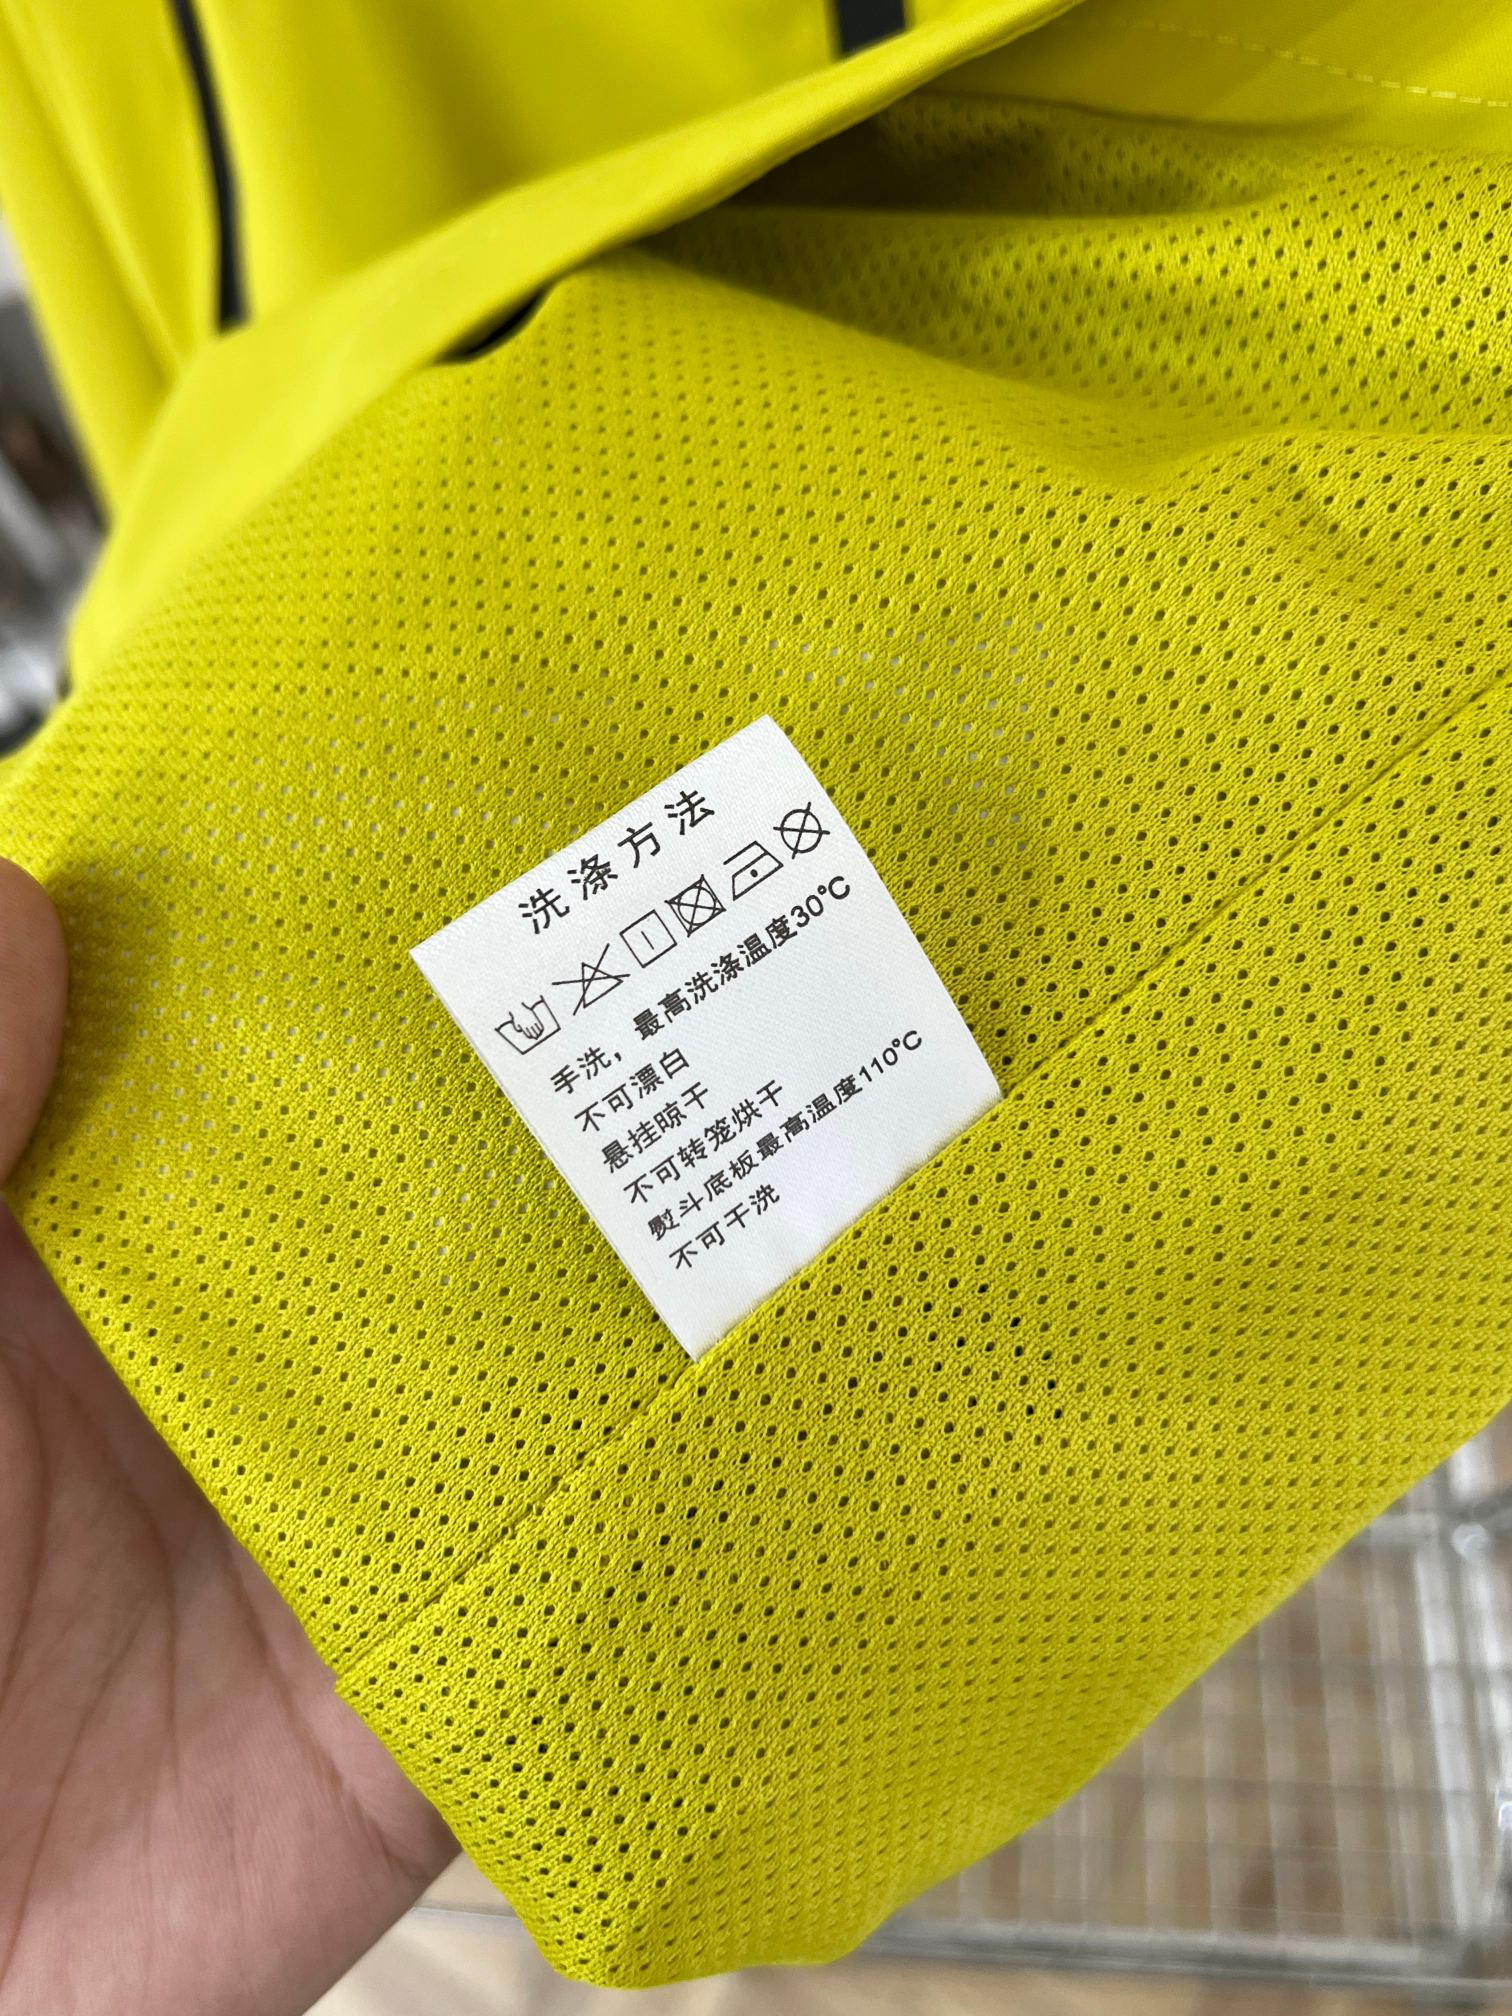 洗涤方法
手洗，最高洗涤温度30℃
不可漂白
悬挂晾干
不可转笼烘干
熨斗底板最高温度110℃
不可干洗